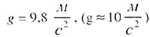 g = 9,8 м/с². (g ≈ 10 м/с²)